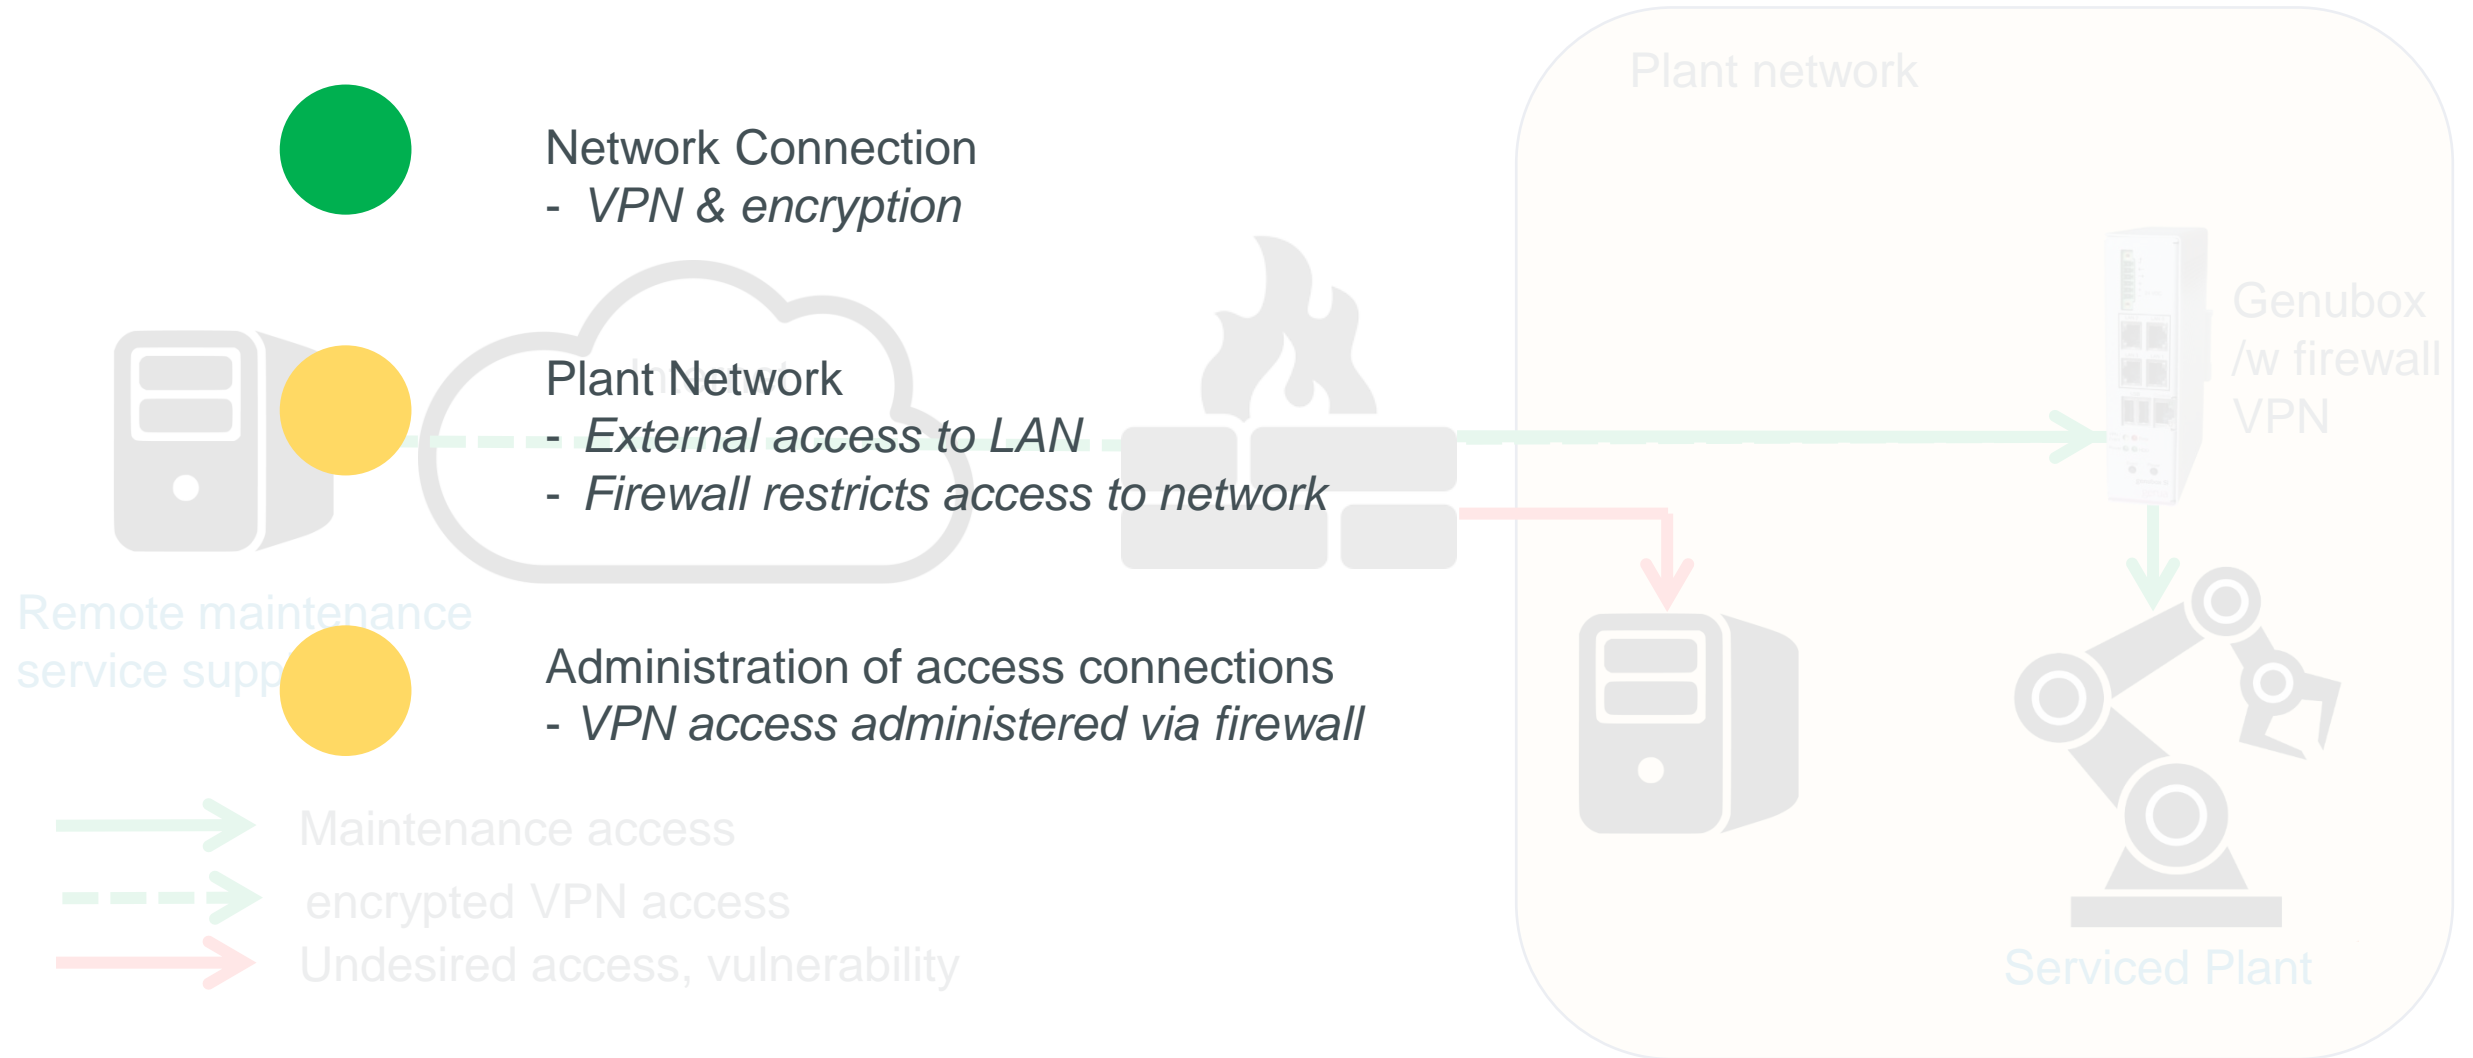 Plant network
Network Connection
- VPN & encryption
Genubox
/w firewall
VPN
Internet
Plant Network
- External access to LAN
- Firewall restricts access to network
Remote maintenance
service suppl
Administration of access connections
- VPN access administered via firewall
Maintenance access
encrypted VPN access
Undesired access, vulnerability
Serviced Plant